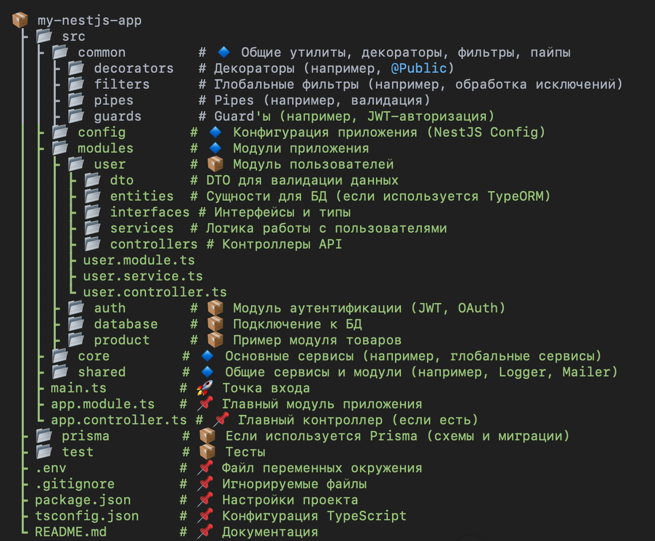 my-nestjs-app
src
common # Общие утилиты, декораторы, фильтры, пайпы
decorators # Декораторы (например, @Public)
filters # Глобальные фильтры (например, обработка исключений)
pipes # Pipes (например, валидация)
guards # Guard'ы (например, JWT-авторизация)
config # Конфигурация приложения (NestJS Config)
modules # Модули приложения
user # Модуль пользователей
dto # DTO для валидации данных
entities # Сущности для БД (если используется TypeORM)
interfaces # Интерфейсы и типы
services # Логика работы с пользователями
controllers # Контроллеры API
user.module.ts
user.service.ts
user.controller.ts
auth # Модуль аутентификации (JWT, OAuth)
database # Подключение к БД
product # Пример модуля товаров
core # Основные сервисы (например, глобальные сервисы)
shared # Общие сервисы и модули (например, Logger, Mailer)
main.ts # Точка входа
app.module.ts # Главный модуль приложения
app.controller.ts # Главный контроллер (если есть)
prisma # Если используется Prisma (схемы и миграции)
test # Тесты
.env # Файл переменных окружения
.gitignore # Игнорируемые файлы
package.json # Настройки проекта
tsconfig.json # Конфигурация TypeScript
README.md # Документация